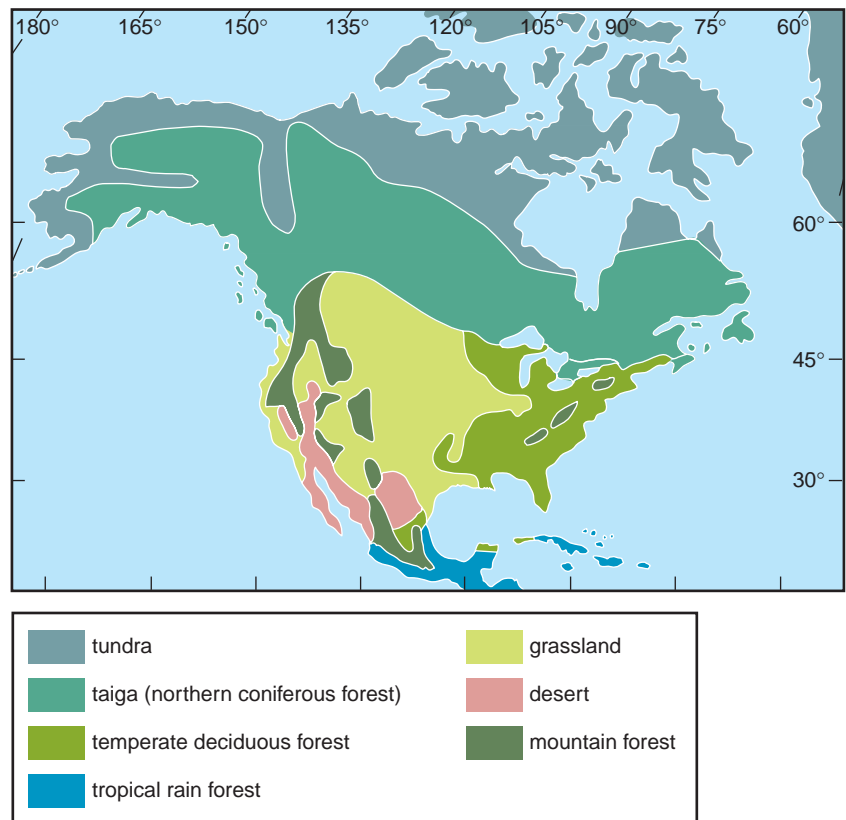 180° 165° 150° 135° 120° 105° 90° 75° 60°
60°
45°
30°
tundra
grassland
taiga (northern coniferous forest)
desert
temperate deciduous forest
mountain forest
tropical rain forest